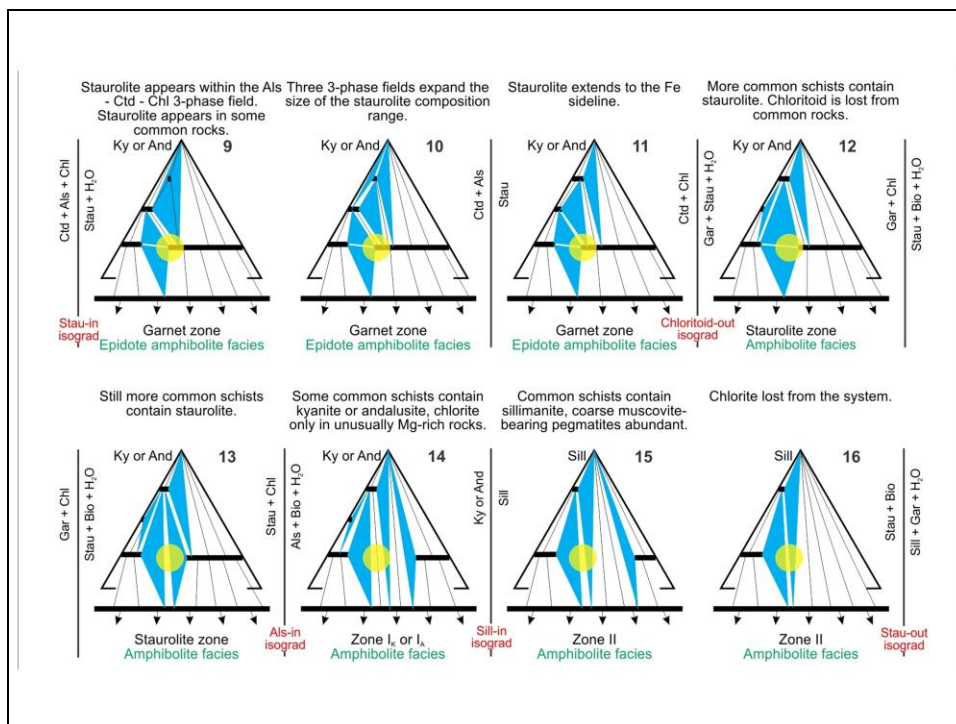 Staurolite appears within the Als
- Ctd - Chl 3-phase field.
Staurolite appears in some
common rocks.
Three 3-phase fields expand the
size of the staurolite composition
range.
Staurolite extends to the Fe
sideline.
More common schists contain
staurolite. Chloritoid is lost from
common rocks.
Ky or And 9
Ky or And 10
Ky or And 11
Ky or And 12
Ctd + Als + Chl
Stau + H₂O
Ctd + Als
Stau
Ctd + Chl
Gar + Stau + H₂O
Gar + Chl
Stau + Bio + H₂O
Stau-in
isograd
Garnet zone
Epidote amphibolite facies
Garnet zone
Epidote amphibolite facies
Garnet zone
Epidote amphibolite facies
Chloritoid-out
isograd
Staurolite zone
Amphibolite facies
Still more common schists
contain staurolite.
Some common schists contain
kyanite or andalusite, chlorite
only in unusually Mg-rich rocks.
Common schists contain
sillimanite, coarse muscovite-
bearing pegmatites abundant.
Chlorite lost from the system.
Ky or And 13
Ky or And 14
Sill 15
Sill 16
Gar + Chl
Stau + Bio + H₂O
Stau + Chl
Als + Bio + H₂O
Ky or And
Sill
Stau + Bio
Sill + Gar + H₂O
Staurolite zone
Amphibolite facies
Als-in
isograd
Zone I_K or I_A
Amphibolite facies
Sill-in
isograd
Zone II
Amphibolite facies
Zone II
Amphibolite facies
Stau-out
isograd